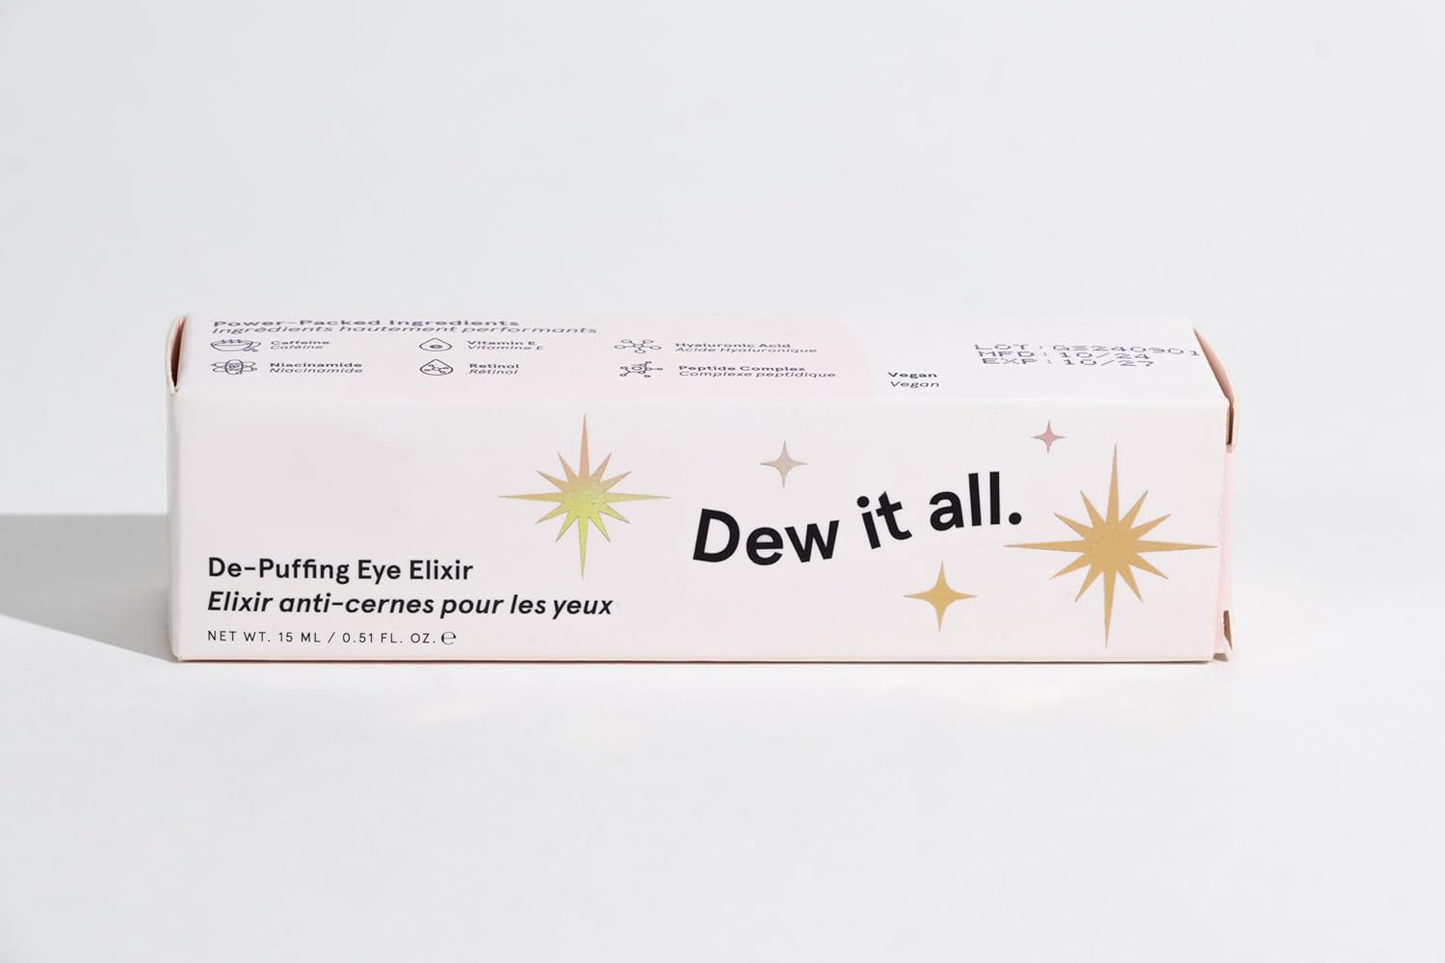 Power-Packed Ingredients
Ingrédients hautement performants
Caffeine
Caféine
Vitamin E
Vitamine E
Hyaluronic Acid
Acide Hyaluronique
Niacinamide
Niacinamide
Retinol
Rétinol
Peptide Complex
Complexe peptidique
Vegan
Vegan
LOT: GS240901
MFD: 10/24
EXP: 10/27
Dew it all.
De-Puffing Eye Elixir
Elixir anti-cernes pour les yeux
NET WT. 15 ML / 0.51 FL. OZ. ℮